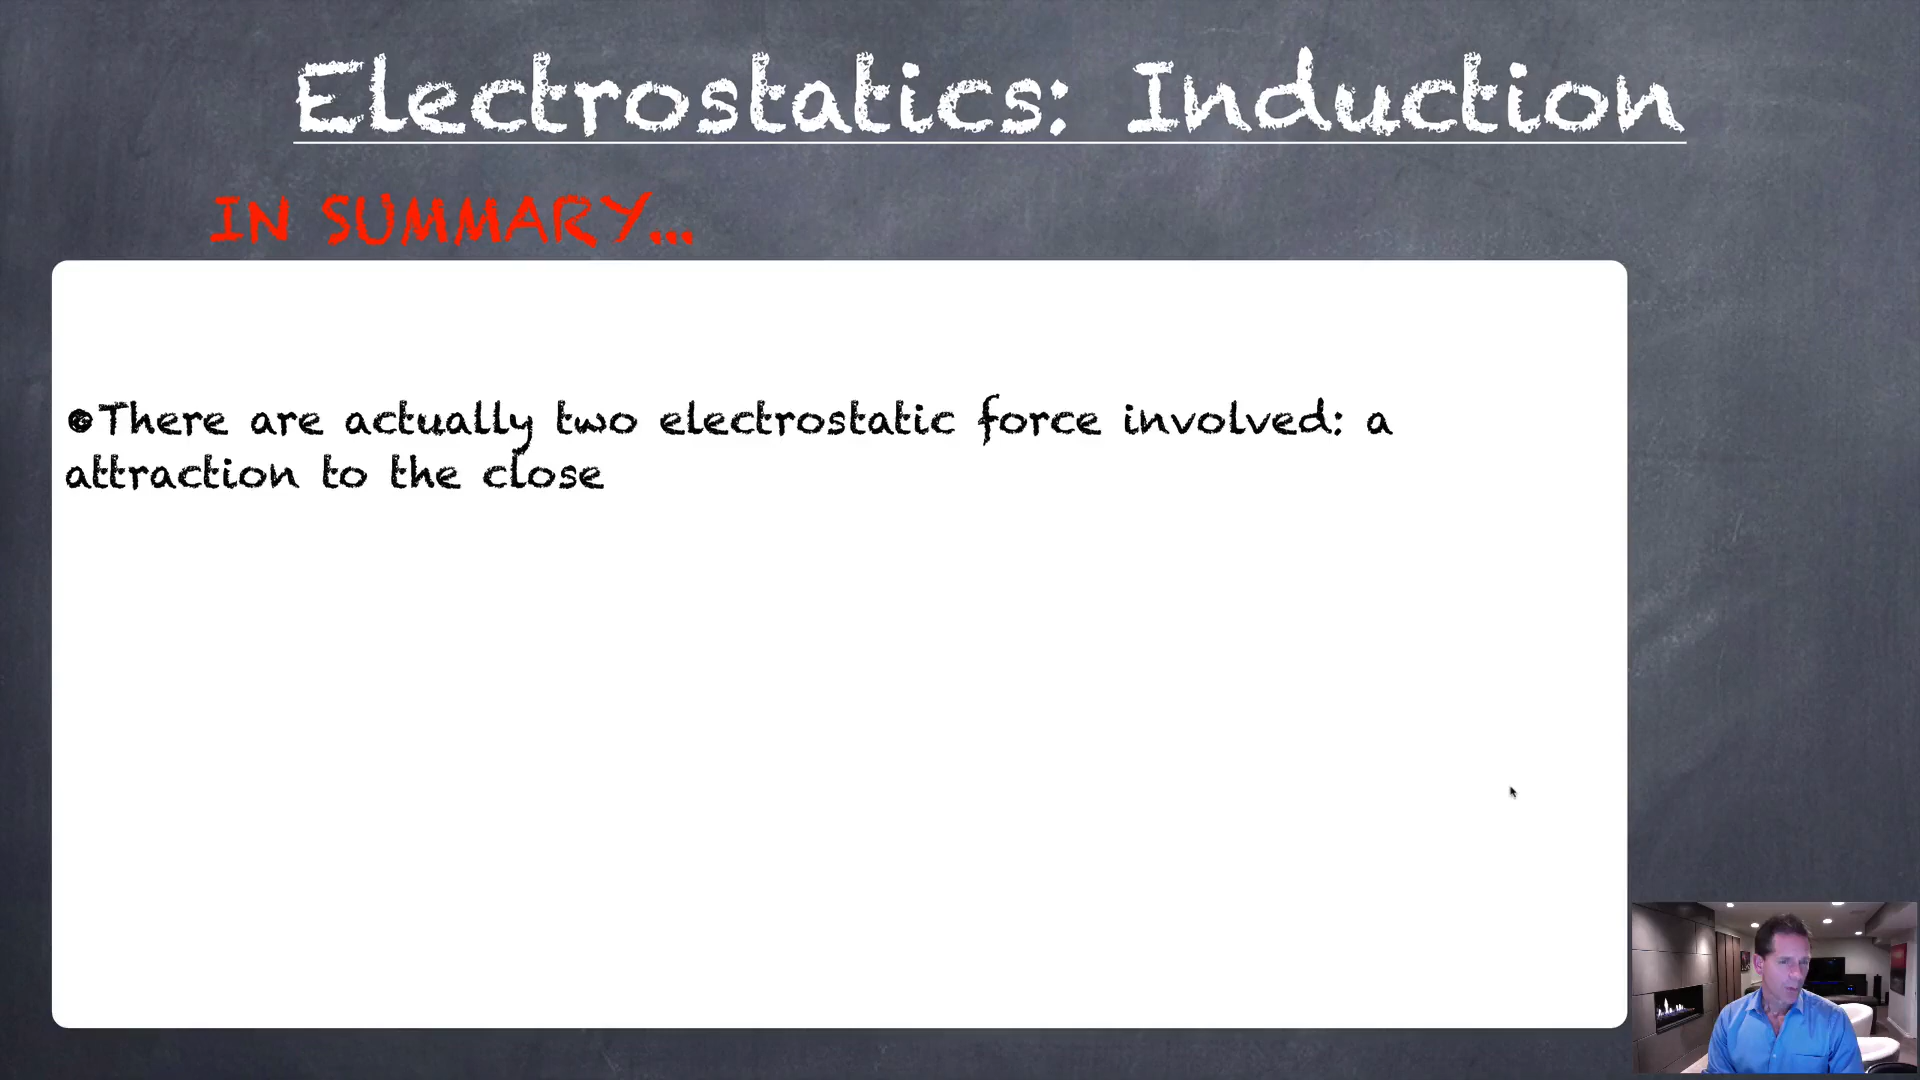 Electrostatics: Induction
IN SUMMARY...
•There are actually two electrostatic force involved: a
attraction to the close